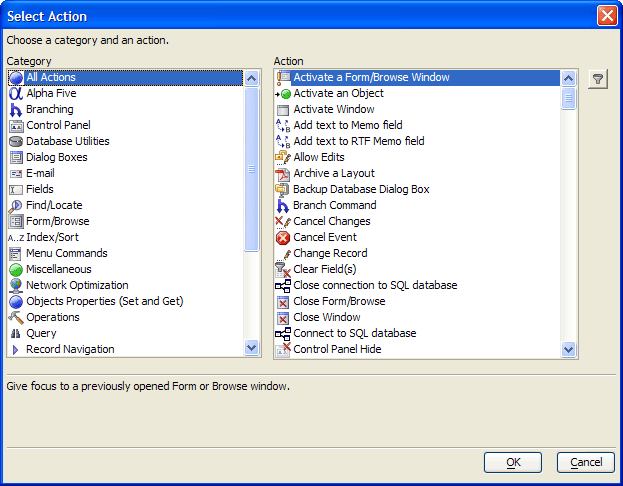 Select Action
Choose a category and an action.
Category
All Actions
Alpha Five
Branching
Control Panel
Database Utilities
Dialog Boxes
E-mail
Fields
Find/Locate
Form/Browse
A..Z Index/Sort
Menu Commands
Miscellaneous
Network Optimization
Objects Properties (Set and Get)
Operations
Query
Record Navigation
Action
Activate a Form/Browse Window
Activate an Object
Activate Window
A B Add text to Memo field
A B Add text to RTF Memo field
Allow Edits
Archive a Layout
Backup Database Dialog Box
Branch Command
Cancel Changes
Cancel Event
Change Record
Clear Field(s)
Close connection to SQL database
Close Form/Browse
Close Window
Connect to SQL database
Control Panel Hide
Give focus to a previously opened Form or Browse window.
OK
Cancel